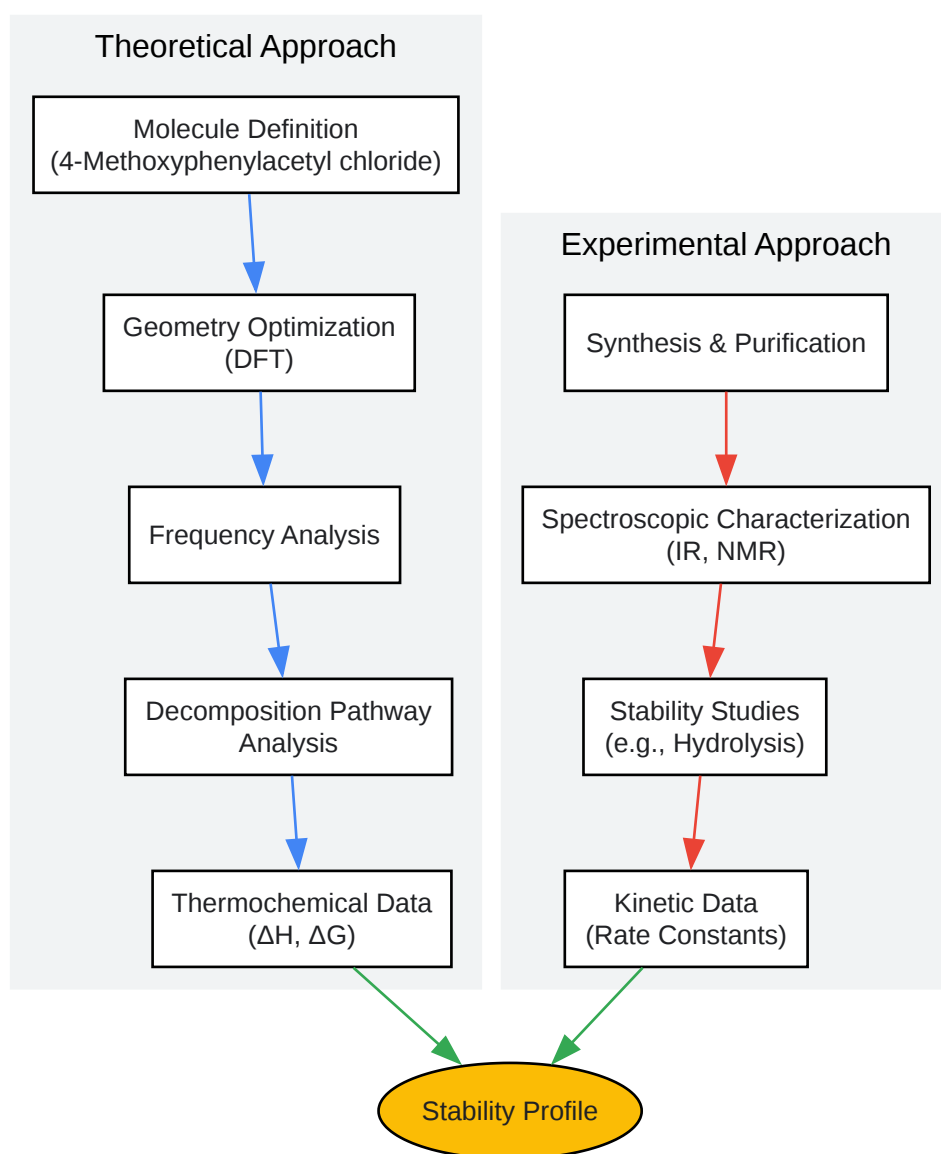 Theoretical Approach
Molecule Definition
(4-Methoxyphenylacetyl chloride)
Geometry Optimization
(DFT)
Frequency Analysis
Decomposition Pathway
Analysis
Thermochemical Data
(ΔH, ΔG)
Experimental Approach
Synthesis & Purification
Spectroscopic Characterization
(IR, NMR)
Stability Studies
(e.g., Hydrolysis)
Kinetic Data
(Rate Constants)
Stability Profile